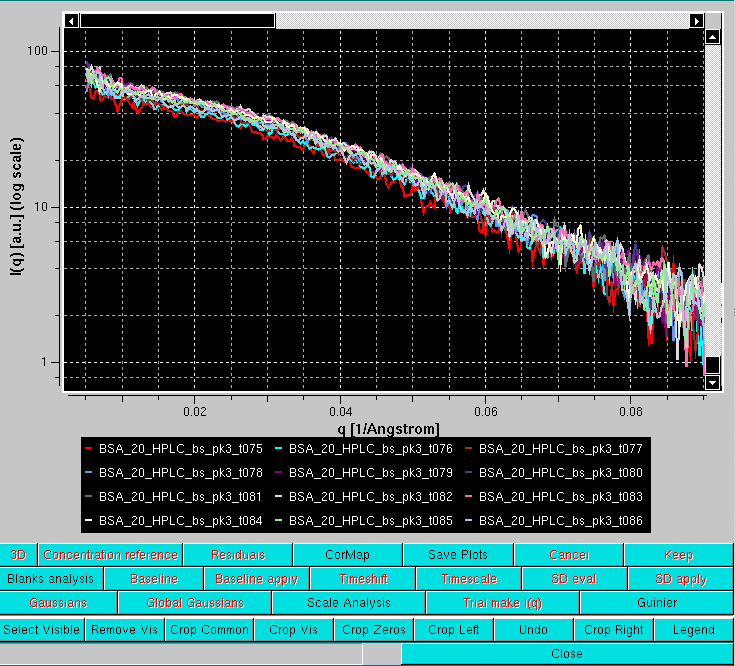 100
10
1
I(q) [a.u.] (log scale)
0.02 0.04 0.06 0.08
q [1/Angstrom]
BSA_20_HPLC_bs_pk3_t075 BSA_20_HPLC_bs_pk3_t076 BSA_20_HPLC_bs_pk3_t077
BSA_20_HPLC_bs_pk3_t078 BSA_20_HPLC_bs_pk3_t079 BSA_20_HPLC_bs_pk3_t080
BSA_20_HPLC_bs_pk3_t081 BSA_20_HPLC_bs_pk3_t082 BSA_20_HPLC_bs_pk3_t083
BSA_20_HPLC_bs_pk3_t084 BSA_20_HPLC_bs_pk3_t085 BSA_20_HPLC_bs_pk3_t086
3D Concentration reference Residuals CorMap Save Plots Cancel Keep
Blanks analysis Baseline Baseline apply Timeshift Timescale SD eval SD apply
Gaussians Global Gaussians Scale Analysis Trial make I(q) Guinier
Select Visible Remove Vis Crop Common Crop Vis Crop Zeros Crop Left Undo Crop Right Legend
Close